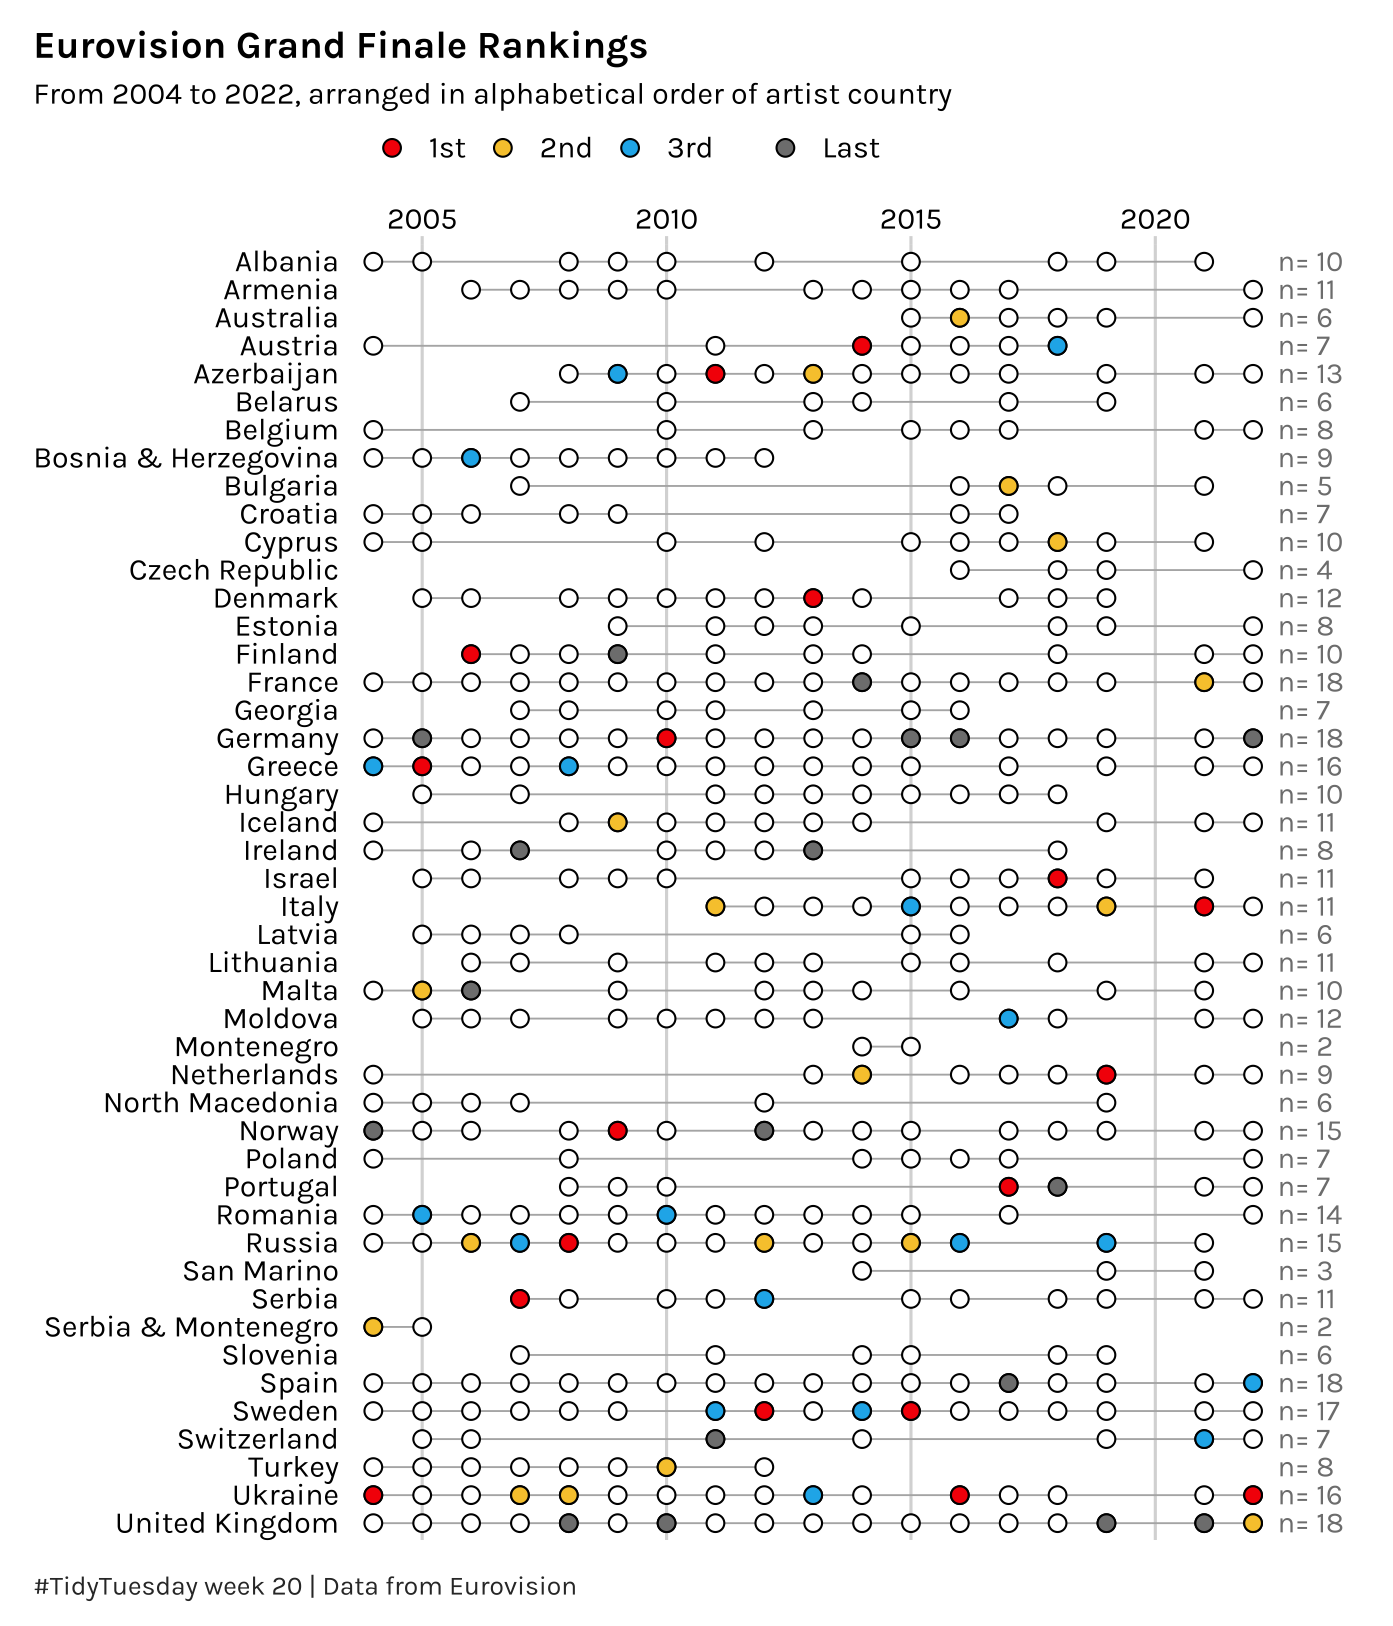 Eurovision Grand Finale Rankings
From 2004 to 2022, arranged in alphabetical order of artist country
1st 2nd 3rd Last
2005 2010 2015 2020
Albania n= 10
Armenia n= 11
Australia n= 6
Austria n= 7
Azerbaijan n= 13
Belarus n= 6
Belgium n= 8
Bosnia & Herzegovina n= 9
Bulgaria n= 5
Croatia n= 7
Cyprus n= 10
Czech Republic n= 4
Denmark n= 12
Estonia n= 8
Finland n= 10
France n= 18
Georgia n= 7
Germany n= 18
Greece n= 16
Hungary n= 10
Iceland n= 11
Ireland n= 8
Israel n= 11
Italy n= 11
Latvia n= 6
Lithuania n= 11
Malta n= 10
Moldova n= 12
Montenegro n= 2
Netherlands n= 9
North Macedonia n= 6
Norway n= 15
Poland n= 7
Portugal n= 7
Romania n= 14
Russia n= 15
San Marino n= 3
Serbia n= 11
Serbia & Montenegro n= 2
Slovenia n= 6
Spain n= 18
Sweden n= 17
Switzerland n= 7
Turkey n= 8
Ukraine n= 16
United Kingdom n= 18
#TidyTuesday week 20 | Data from Eurovision